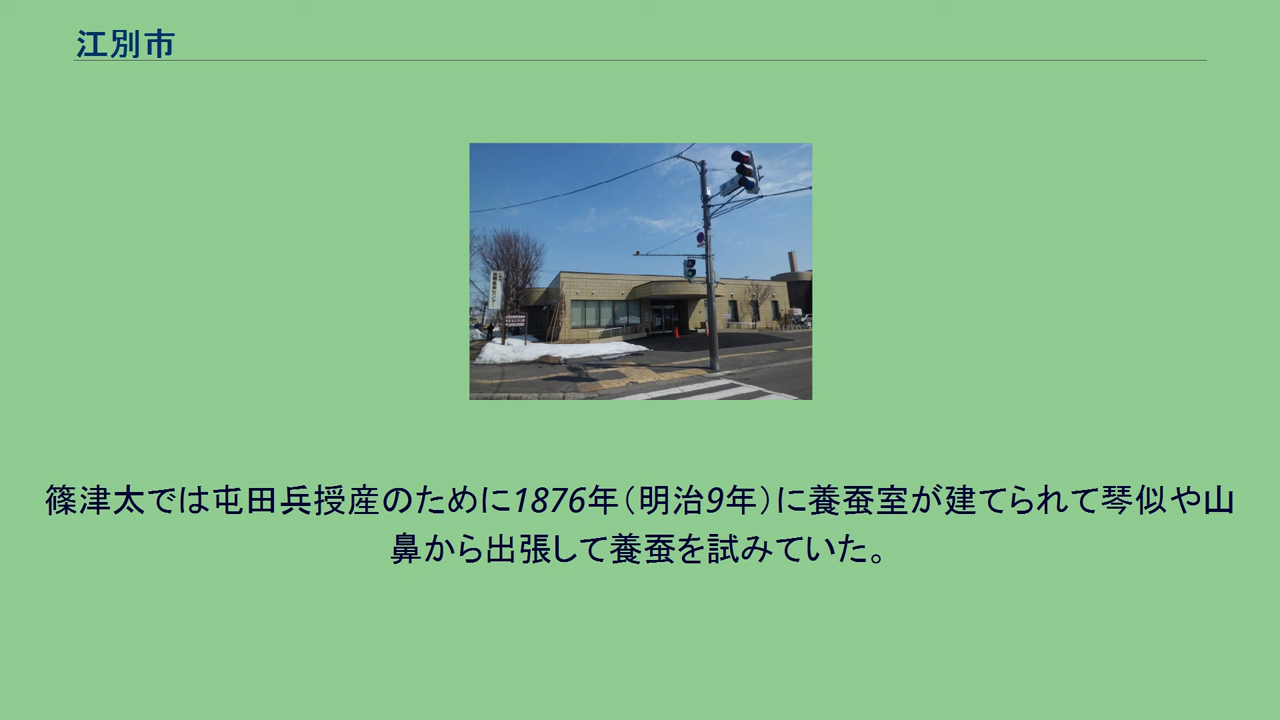 江別市
篠津太では屯田兵授産のために1876年（明治9年）に養蚕室が建てられて琴似や山
鼻から出張して養蚕を試みていた。